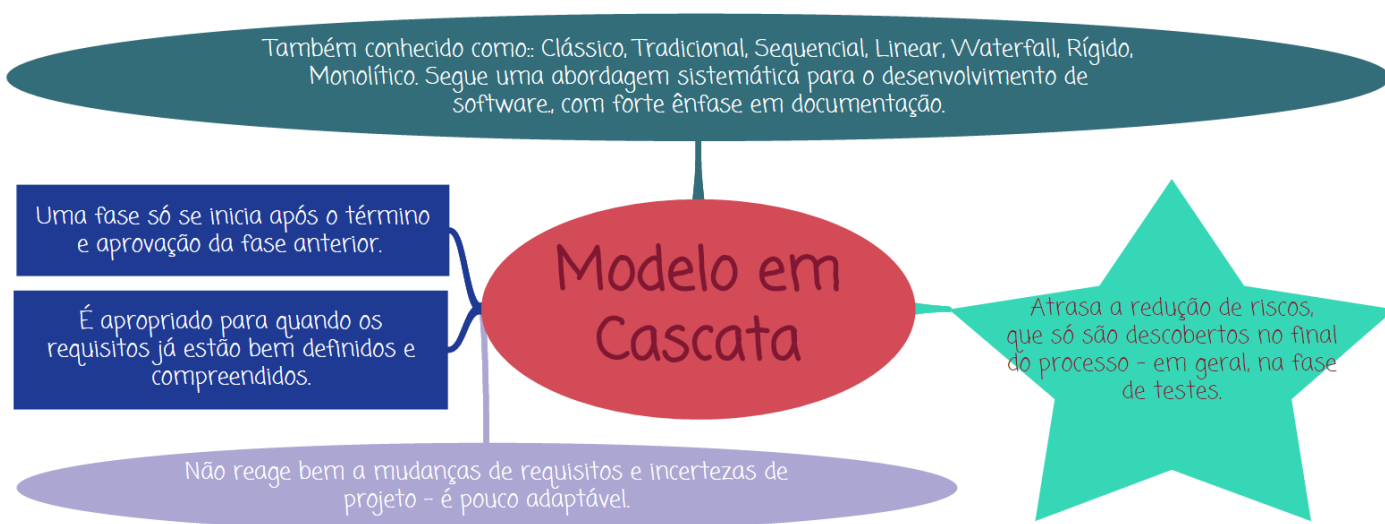 Também conhecido como:: Clássico, Tradicional, Sequencial, Linear, Waterfall, Rígido,
Monolítico. Segue uma abordagem sistemática para o desenvolvimento de
software., com forte ênfase em documentação.
Uma fase só se inicia após o término
e aprovação da fase anterior.
É apropriado para quando os
requisitos já estão bem definidos e
compreendidos.
Modelo em
Cascata
Atrasa a redução de riscos,
que só são descobertos no final
do processo - em geral, na fase
de testes.
Não reage bem a mudanças de requisitos e incertezas de
projeto - é pouco adaptável.